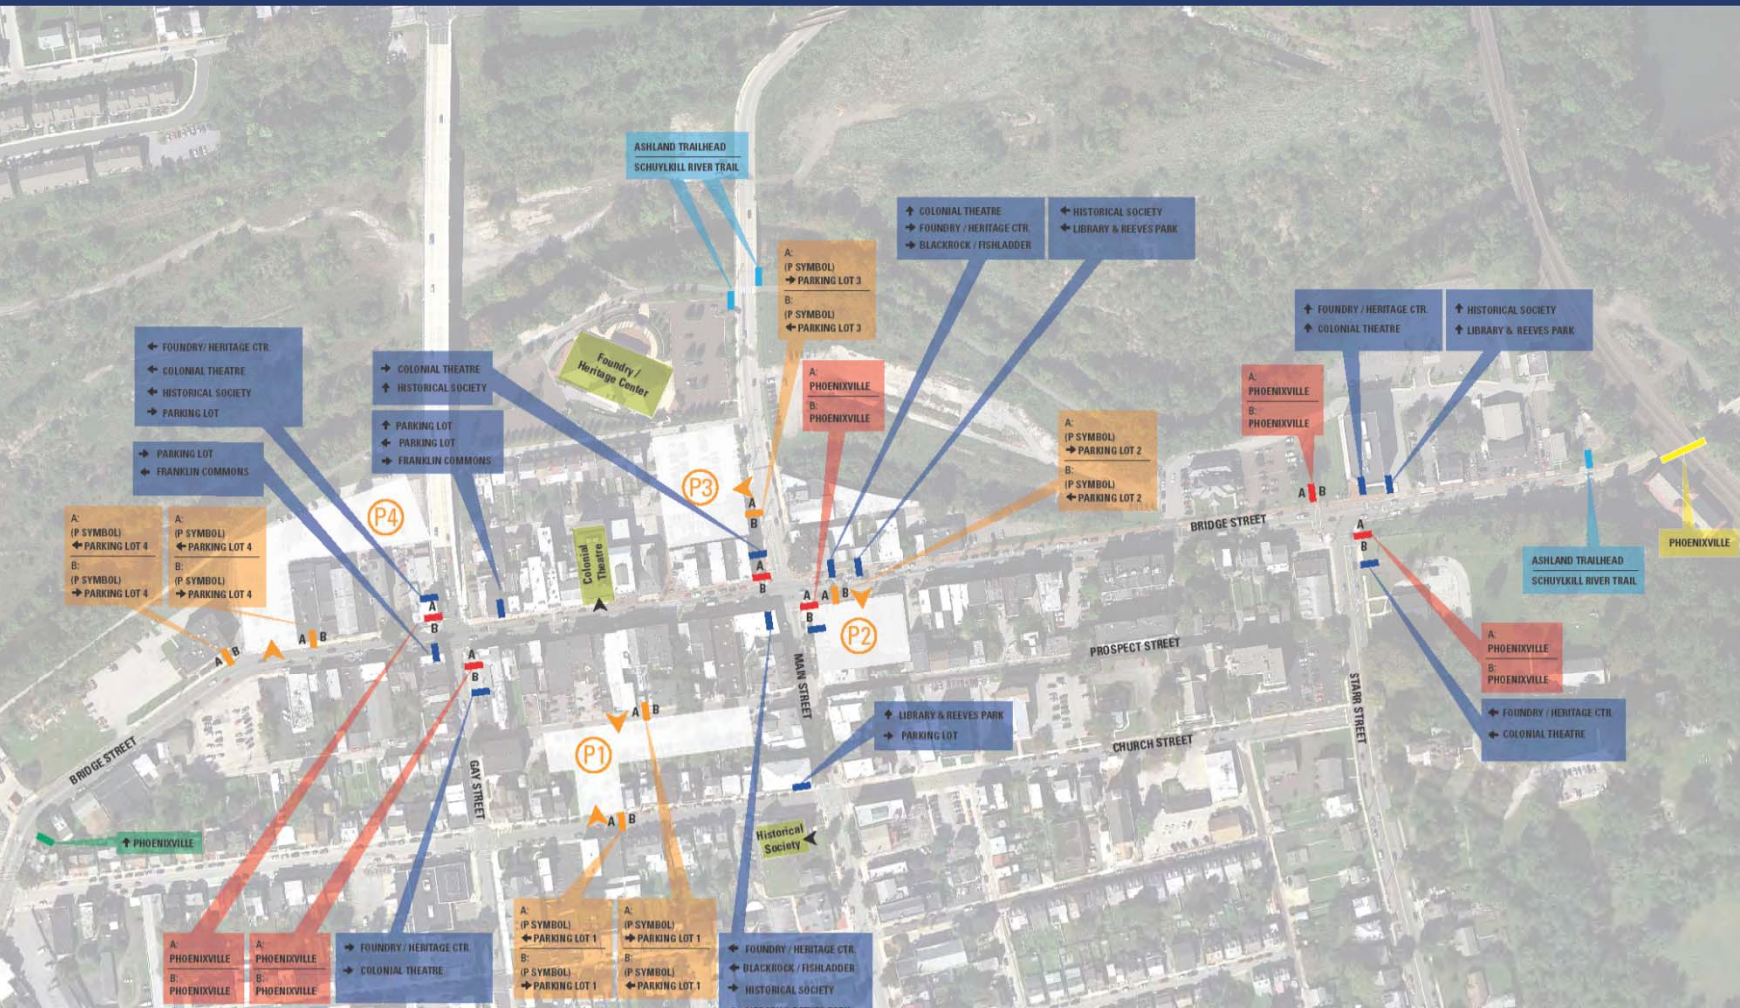 ASHLAND TRAILHEAD
SCHUYLKILL RIVER TRAIL
↑ COLONIAL THEATRE
→ FOUNDRY / HERITAGE CTR.
→ BLACKROCK / FISHLADDER
← HISTORICAL SOCIETY
← LIBRARY & REEVES PARK
A:
(P SYMBOL)
→ PARKING LOT 3
B:
(P SYMBOL)
← PARKING LOT 3
↑ FOUNDRY / HERITAGE CTR.
↑ COLONIAL THEATRE
↑ HISTORICAL SOCIETY
↑ LIBRARY & REEVES PARK
← FOUNDRY/ HERITAGE CTR.
← COLONIAL THEATRE
← HISTORICAL SOCIETY
→ PARKING LOT
→ COLONIAL THEATRE
↑ HISTORICAL SOCIETY
Foundry /
Heritage Center
A:
PHOENIXVILLE
B:
PHOENIXVILLE
A:
PHOENIXVILLE
B:
PHOENIXVILLE
↑ PARKING LOT
← PARKING LOT
→ FRANKLIN COMMONS
→ PARKING LOT
← FRANKLIN COMMONS
A:
(P SYMBOL)
→ PARKING LOT 2
B:
(P SYMBOL)
← PARKING LOT 2
A:
(P SYMBOL)
← PARKING LOT 4
B:
(P SYMBOL)
→ PARKING LOT 4
A:
(P SYMBOL)
← PARKING LOT 4
B:
(P SYMBOL)
→ PARKING LOT 4
P4
P3
A
B
A B
BRIDGE STREET
A
B
PHOENIXVILLE
ASHLAND TRAILHEAD
SCHUYLKILL RIVER TRAIL
Colonial
Theatre
A
B
A
B
A B
A
B
P2
A B
A B
A
B
PROSPECT STREET
MAIN STREET
STARR STREET
A:
PHOENIXVILLE
B:
PHOENIXVILLE
← FOUNDRY / HERITAGE CTR.
← COLONIAL THEATRE
A B
P1
↑ LIBRARY & REEVES PARK
→ PARKING LOT
CHURCH STREET
BRIDGE STREET
GAY STREET
A B
Historical
Society
↑ PHOENIXVILLE
A:
PHOENIXVILLE
B:
PHOENIXVILLE
A:
PHOENIXVILLE
B:
PHOENIXVILLE
→ FOUNDRY / HERITAGE CTR.
→ COLONIAL THEATRE
A:
(P SYMBOL)
← PARKING LOT 1
B:
(P SYMBOL)
→ PARKING LOT 1
A:
(P SYMBOL)
→ PARKING LOT 1
B:
(P SYMBOL)
← PARKING LOT 1
← FOUNDRY / HERITAGE CTR.
← BLACKROCK / FISHLADDER
→ HISTORICAL SOCIETY